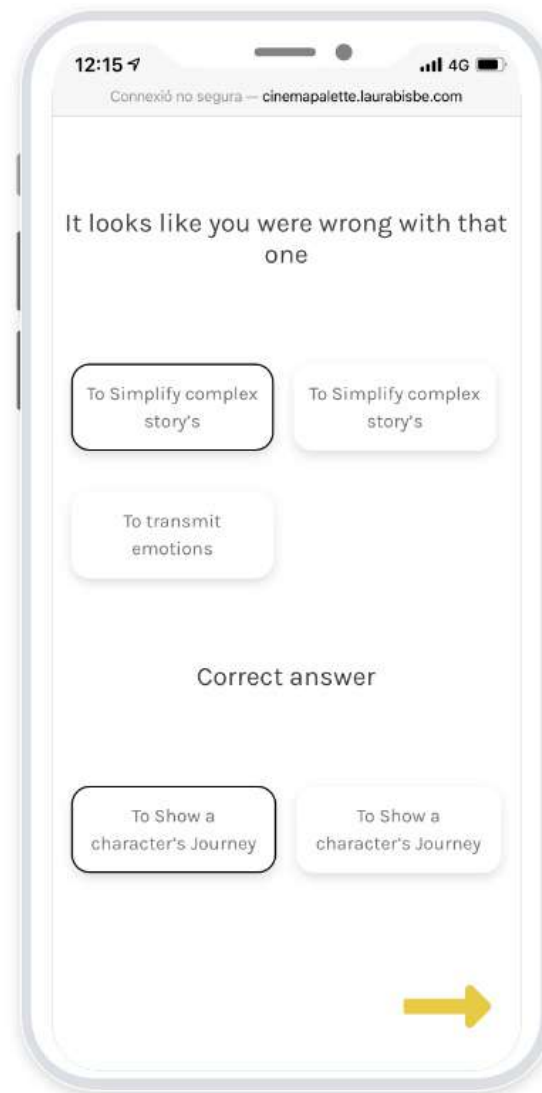 12:15
4G
Connexió no segura — cinemapalette.laurabisbe.com
It looks like you were wrong with that
one
To Simplify complex
story's
To Simplify complex
story's
To transmit
emotions
Correct answer
To Show a
character's Journey
To Show a
character's Journey